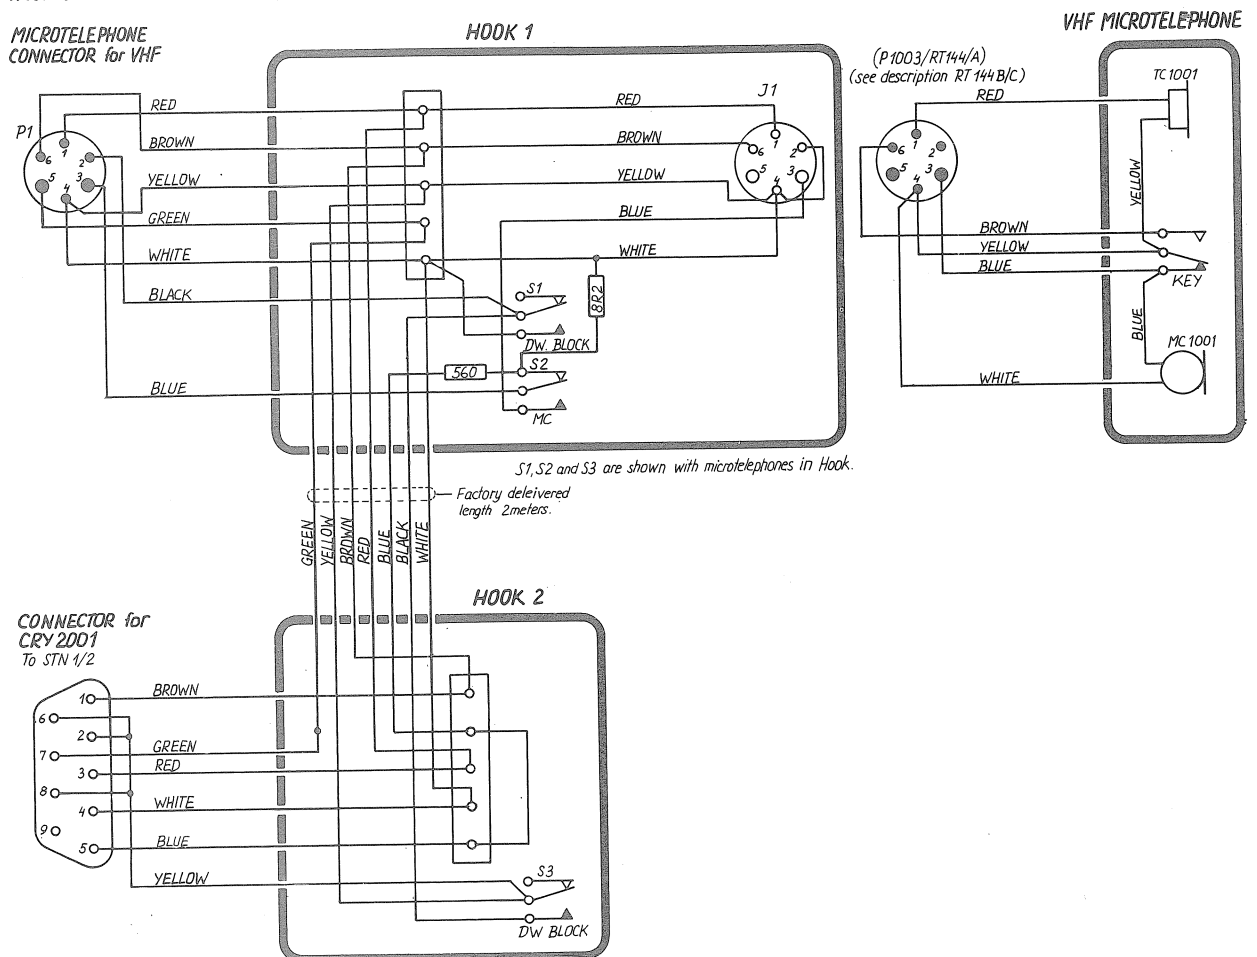 MICROTELEPHONE
CONNECTOR for VHF
HOOK 1
VHF MICROTELEPHONE
(P1003/RT144/A)
(see description RT 144B/C)
P1
J1
TC1001
RED
RED
RED
BROWN
BROWN
YELLOW
YELLOW
GREEN
BLUE
WHITE
WHITE
BLACK
BLUE
1
2
3
4
5
6
1
2
3
4
5
6
1
2
3
4
5
6
S1
8R2
DW. BLOCK
S2
560
MC
YELLOW
BROWN
YELLOW
BLUE
KEY
BLUE
MC1001
WHITE
S1, S2 and S3 are shown with microtelephones in Hook.
Factory deleivered
length 2meters.
GREEN
YELLOW
BROWN
RED
BLUE
BLACK
WHITE
HOOK 2
CONNECTOR for
CRY2001
To STN 1/2
1
BROWN
6
2
7
GREEN
3
RED
8
4
WHITE
9
5
BLUE
YELLOW
S3
DW BLOCK